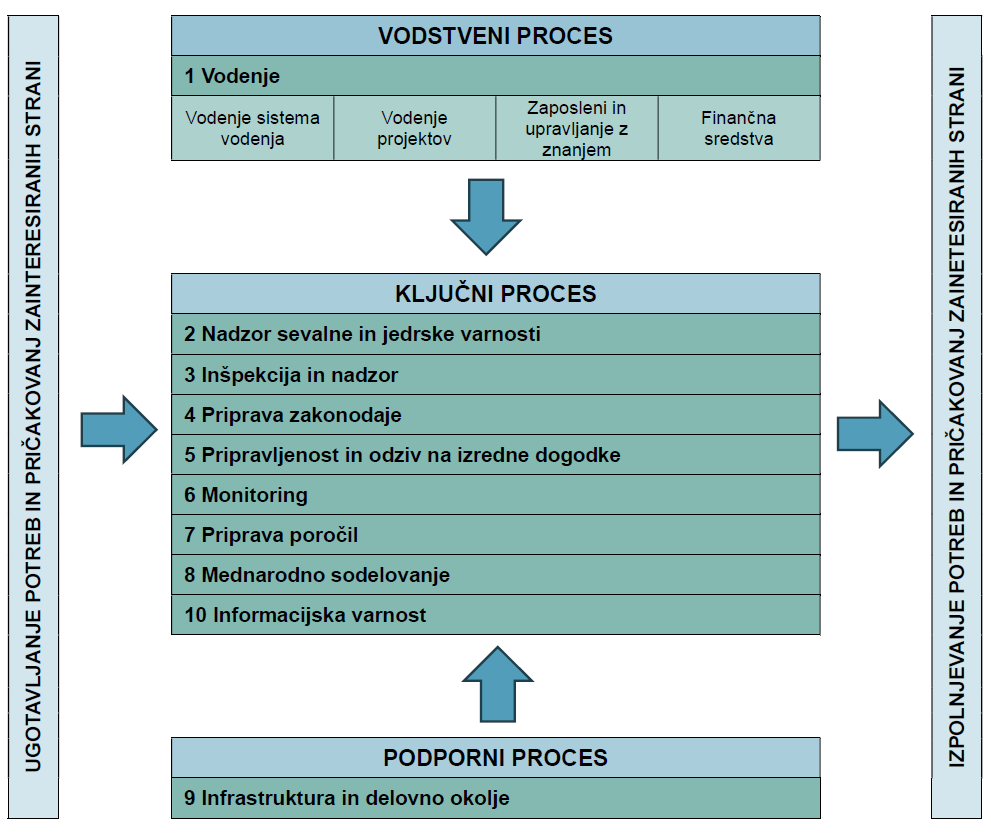 UGOTAVLJANJE POTREB IN PRIČAKOVANJ ZAINTERESIRANIH STRANI
VODSTVENI PROCES
1 Vodenje
Vodenje sistema
vodenja
Vodenje
projektov
Zaposleni in
upravljanje z
znanjem
Finančna
sredstva
KLJUČNI PROCES
2 Nadzor sevalne in jedrske varnosti
3 Inšpekcija in nadzor
4 Priprava zakonodaje
5 Pripravljenost in odziv na izredne dogodke
6 Monitoring
7 Priprava poročil
8 Mednarodno sodelovanje
10 Informacijska varnost
PODPORNI PROCES
9 Infrastruktura in delovno okolje
IZPOLNJEVANJE POTREB IN PRIČAKOVANJ ZAINETESIRANIH STRANI